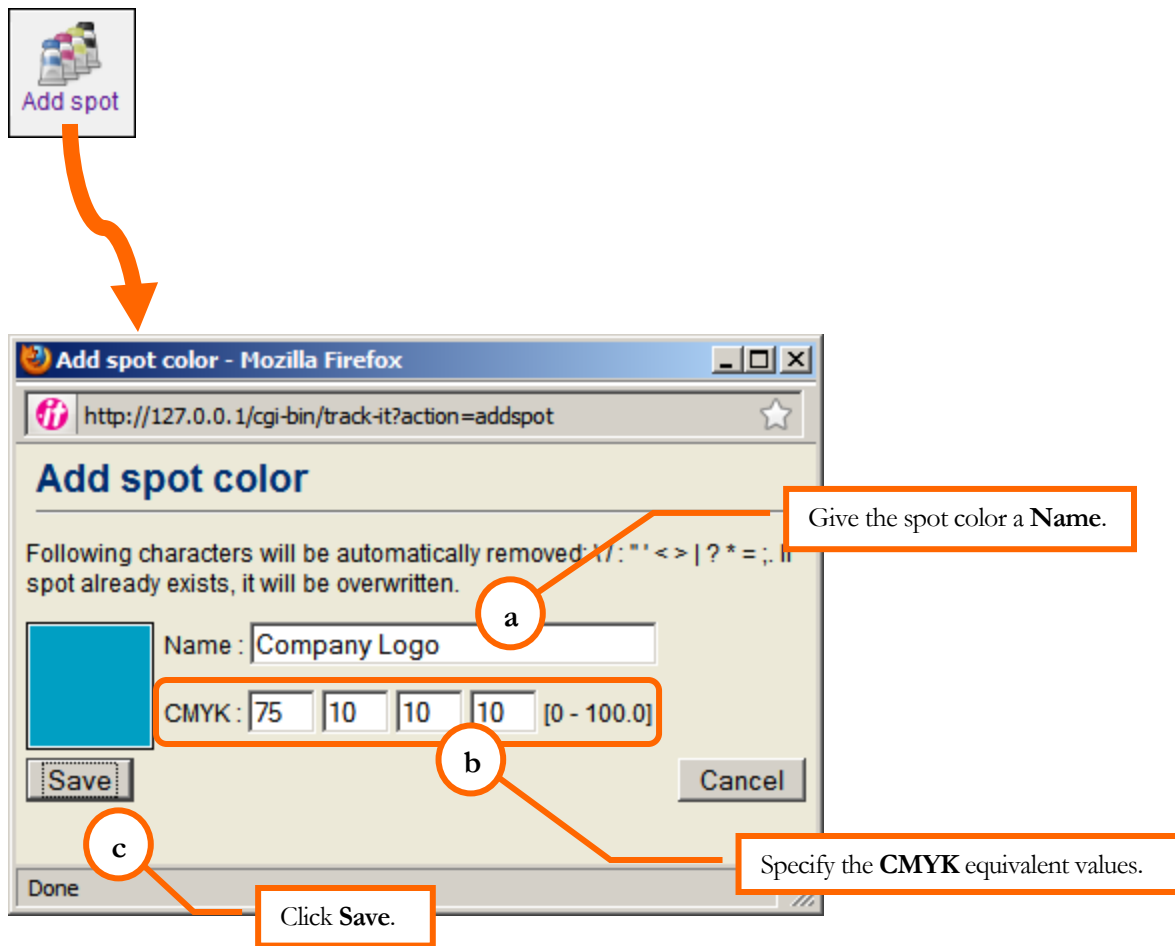 Add spot
Add spot color - Mozilla Firefox
it http://127.0.0.1/cgi-bin/track-it?action=addspot
Add spot color
Give the spot color a Name.
Following characters will be automatically removed: \ / : " ' < > | ? * = ;. If
spot already exists, it will be overwritten.
a
Name : Company Logo
CMYK : 75 10 10 10 [0 - 100.0]
b
Save Cancel
c
Specify the CMYK equivalent values.
Done
Click Save.